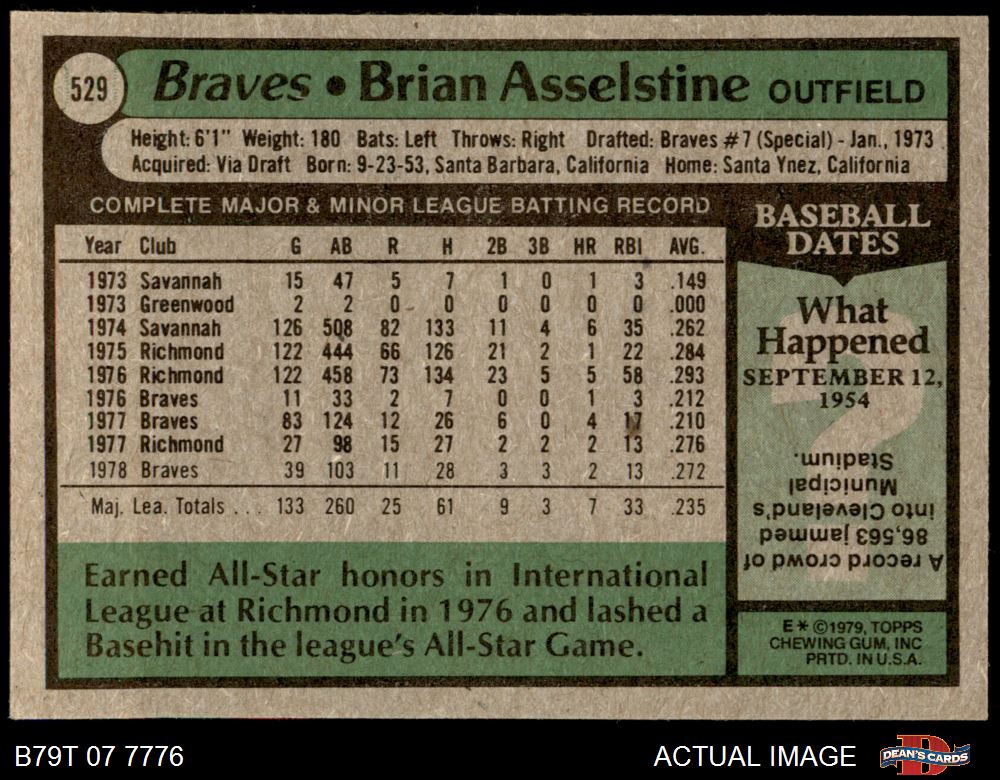 529
Braves • Brian Asselstine OUTFIELD
Height: 6'1" Weight: 180 Bats: Left Throws: Right Drafted: Braves #7 (Special) - Jan., 1973
Acquired: Via Draft Born: 9-23-53, Santa Barbara, California Home: Santa Ynez, California
COMPLETE MAJOR & MINOR LEAGUE BATTING RECORD
Year Club G AB R H 2B 3B HR RBI AVG.
1973 Savannah 15 47 5 7 1 0 1 3 .149
1973 Greenwood 2 2 0 0 0 0 0 0 .000
1974 Savannah 126 508 82 133 11 4 6 35 .262
1975 Richmond 122 444 66 126 21 2 1 22 .284
1976 Richmond 122 458 73 134 23 5 5 58 .293
1976 Braves 11 33 2 7 0 0 1 3 .212
1977 Braves 83 124 12 26 6 0 4 17 .210
1977 Richmond 27 98 15 27 2 2 2 13 .276
1978 Braves 39 103 11 28 3 3 2 13 .272
Maj. Lea. Totals . . . 133 260 25 61 9 3 7 33 .235
Earned All-Star honors in International
League at Richmond in 1976 and lashed a
Basehit in the league's All-Star Game.
BASEBALL
DATES
What
Happened
SEPTEMBER 12,
1954
A record crowd of
86,563 jammed
into Cleveland's
Municipal
Stadium.
E * ©1979, TOPPS
CHEWING GUM, INC
PRTD. IN U.S.A.
B79T 07 7776
ACTUAL IMAGE
DEAN'S CARDS